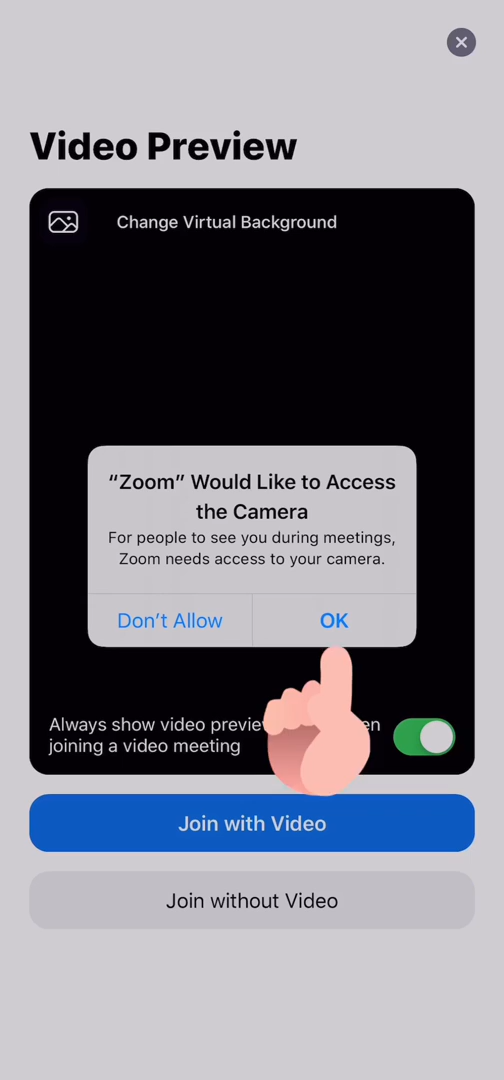 Video Preview
Change Virtual Background
“Zoom” Would Like to Access
the Camera
For people to see you during meetings,
Zoom needs access to your camera.
Don’t Allow
OK
Always show video preview en
joining a video meeting
Join with Video
Join without Video